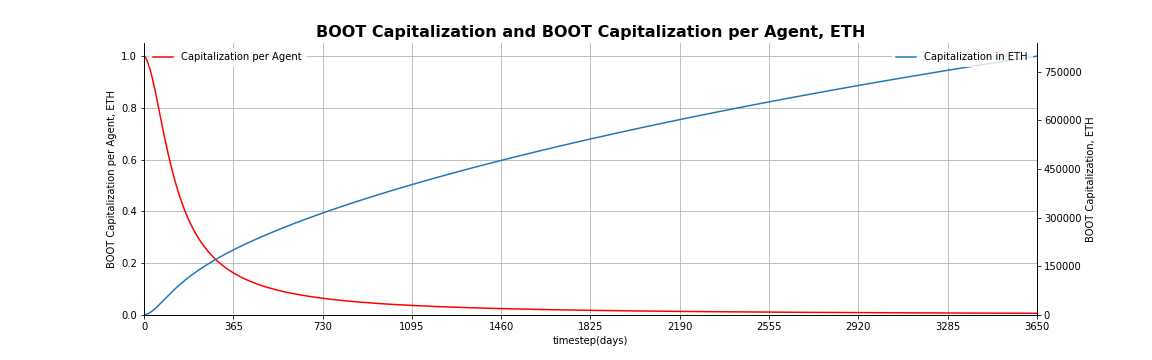 BOOT Capitalization and BOOT Capitalization per Agent, ETH
Capitalization per Agent
Capitalization in ETH
BOOT Capitalization per Agent, ETH
1.0
0.8
0.6
0.4
0.2
0.0
750000
600000
450000
300000
150000
0
BOOT Capitalization, ETH
0 365 730 1095 1460 1825 2190 2555 2920 3285 3650
timestep(days)